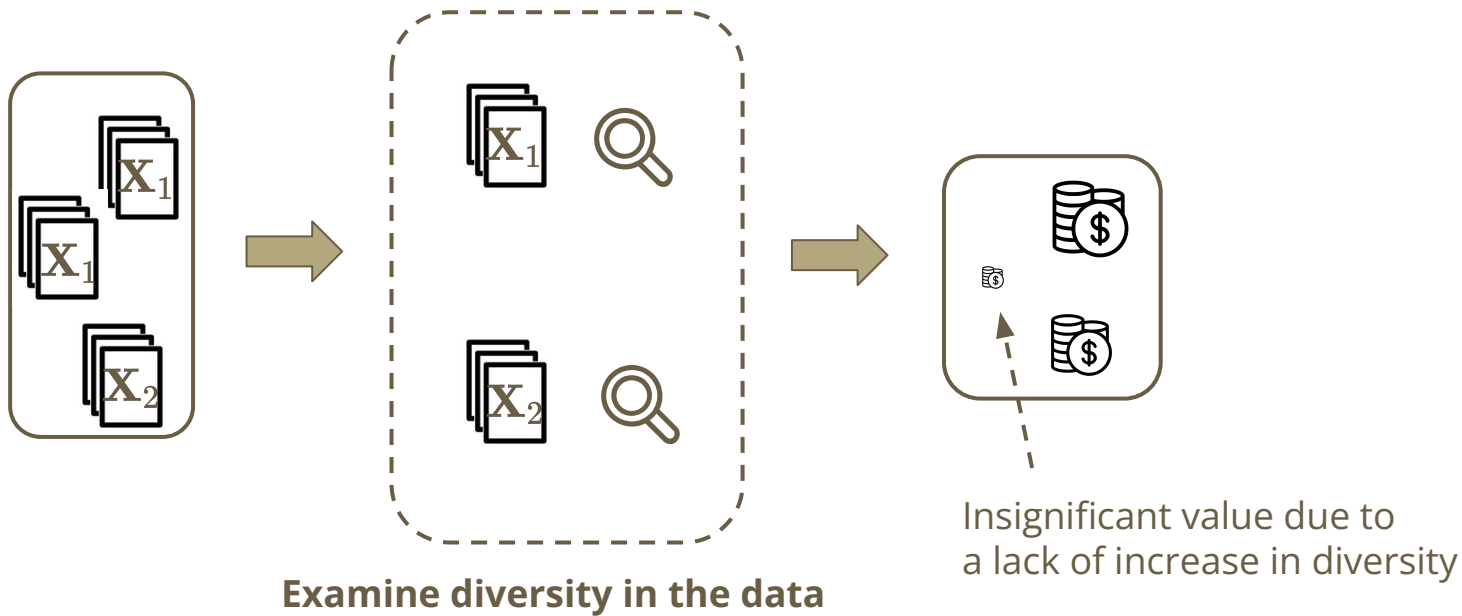 X₁
X₁
X₂
X₁
X₂
$
$
$
Insignificant value due to
a lack of increase in diversity
Examine diversity in the data